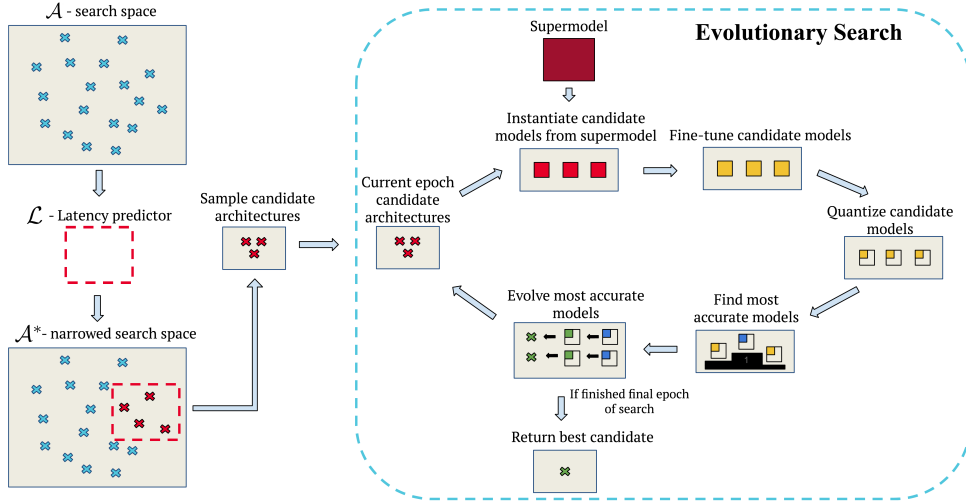 𝒜 - search space
ℒ - Latency predictor
𝒜*- narrowed search space
Sample candidate
architectures
Evolutionary Search
Supermodel
Instantiate candidate
models from supermodel
Fine-tune candidate models
Current epoch
candidate
architectures
Quantize candidate
models
Find most
accurate models
1
Evolve most accurate
models
If finished final epoch
of search
Return best candidate